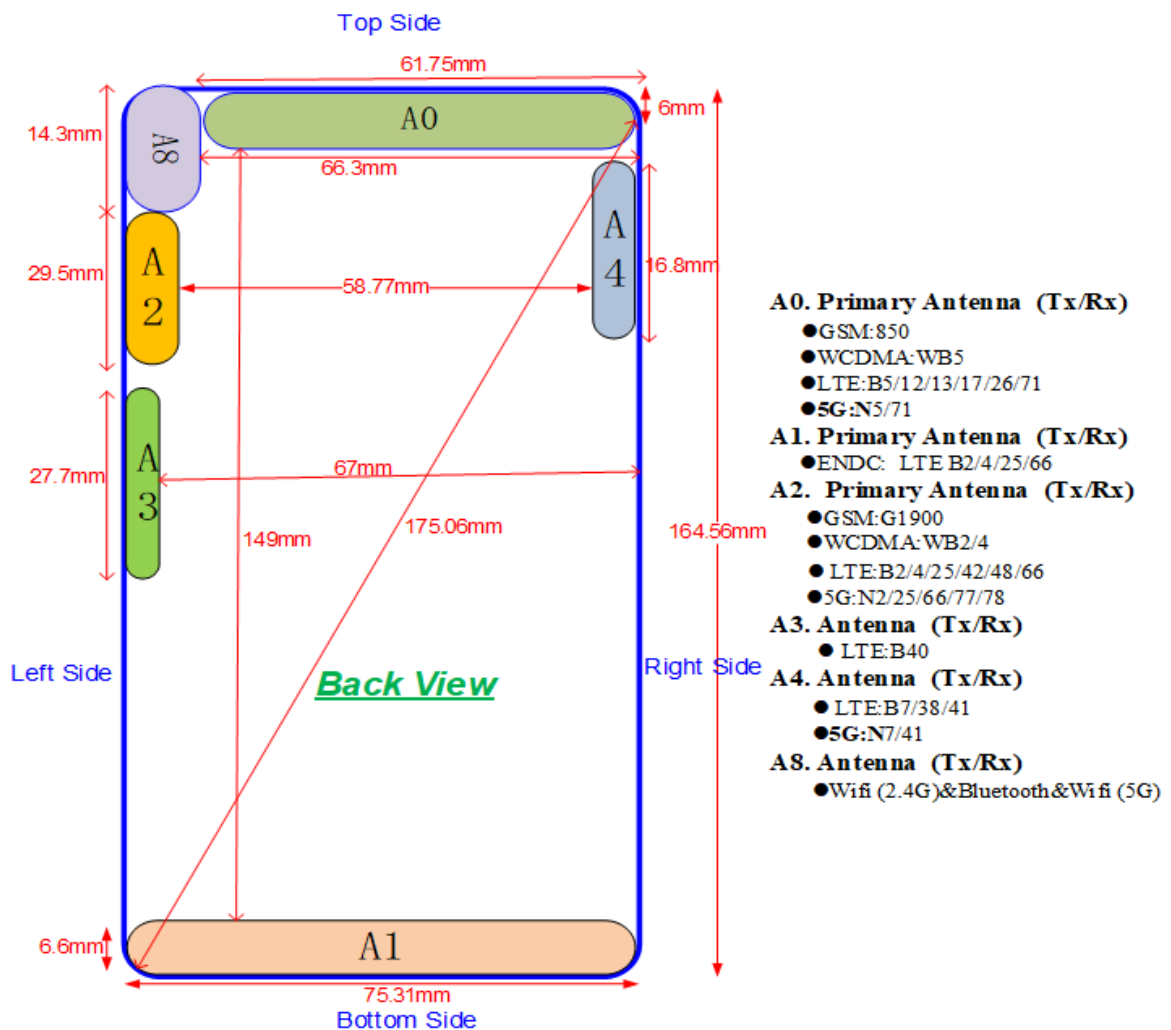 Top Side
61.75mm
A0
6mm
14.3mm
A8
66.3mm
A
4
16.8mm
A
2
29.5mm
58.77mm
A
3
27.7mm
67mm
175.06mm
149mm
164.56mm
Left Side
Right Side
Back View
6.6mm
A1
75.31mm
Bottom Side
A0. Primary Antenna (Tx/Rx)
●GSM:850
●WCDMA:WB5
●LTE:B5/12/13/17/26/71
●5G:N5/71
A1. Primary Antenna (Tx/Rx)
●ENDC: LTE B2/4/25/66
A2. Primary Antenna (Tx/Rx)
●GSM:G1900
●WCDMA:WB2/4
● LTE:B2/4/25/42/48/66
●5G:N2/25/66/77/78
A3. Antenna (Tx/Rx)
● LTE:B40
A4. Antenna (Tx/Rx)
● LTE:B7/38/41
●5G:N7/41
A8. Antenna (Tx/Rx)
●Wifi (2.4G)&Bluetooth&Wifi (5G)